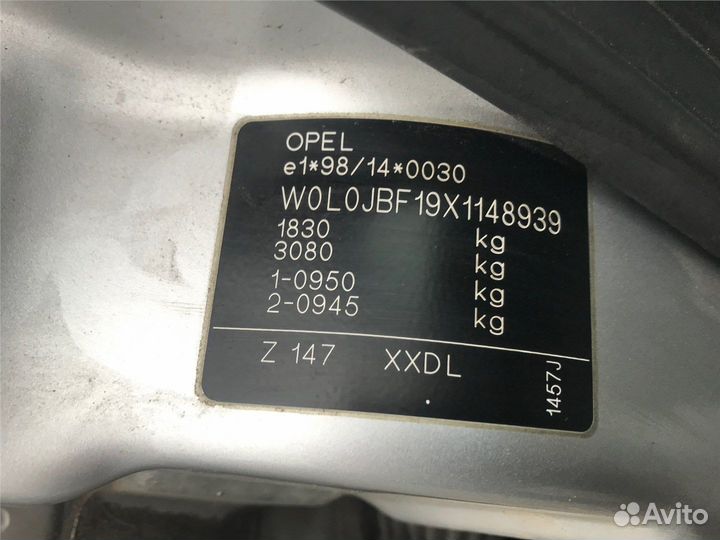 OPEL
e1*98/14*0030
W0L0JBF19X1148939
1830 kg
3080 kg
1-0950 kg
2-0945 kg
Z 147 XXDL
1457J
Avito